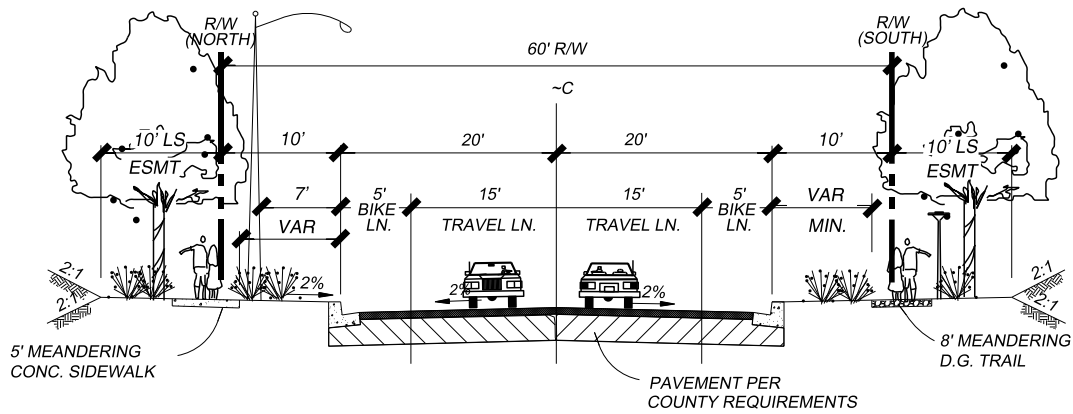 R/W
(NORTH)
R/W
(SOUTH)
60' R/W
~C
10' LS
ESMT
10'
20'
20'
10'
10' LS
ESMT
7'
VAR
5'
BIKE
LN.
15'
TRAVEL LN.
15'
TRAVEL LN.
5'
BIKE
LN.
VAR
MIN.
2:1
2:1
2%
2%
2%
2:1
2:1
5' MEANDERING
CONC. SIDEWALK
8' MEANDERING
D.G. TRAIL
PAVEMENT PER
COUNTY REQUIREMENTS